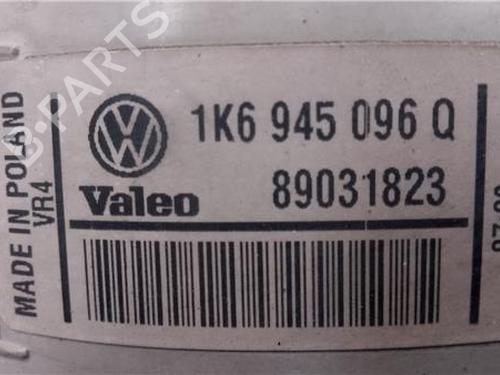 MADE IN POLAND
VR4
1K6 945 096 Q
89031823
Valeo
B-PARTS